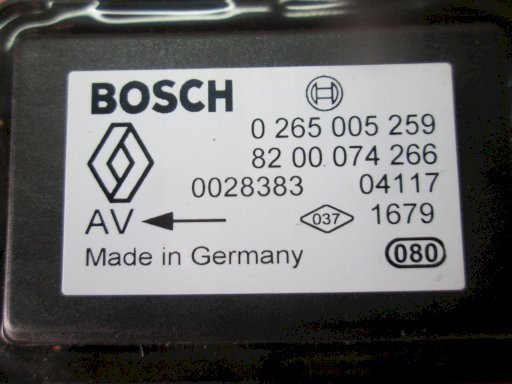 BOSCH
0 265 005 259
82 00 074 266
0028383 04117
AV 037 1679
Made in Germany 080